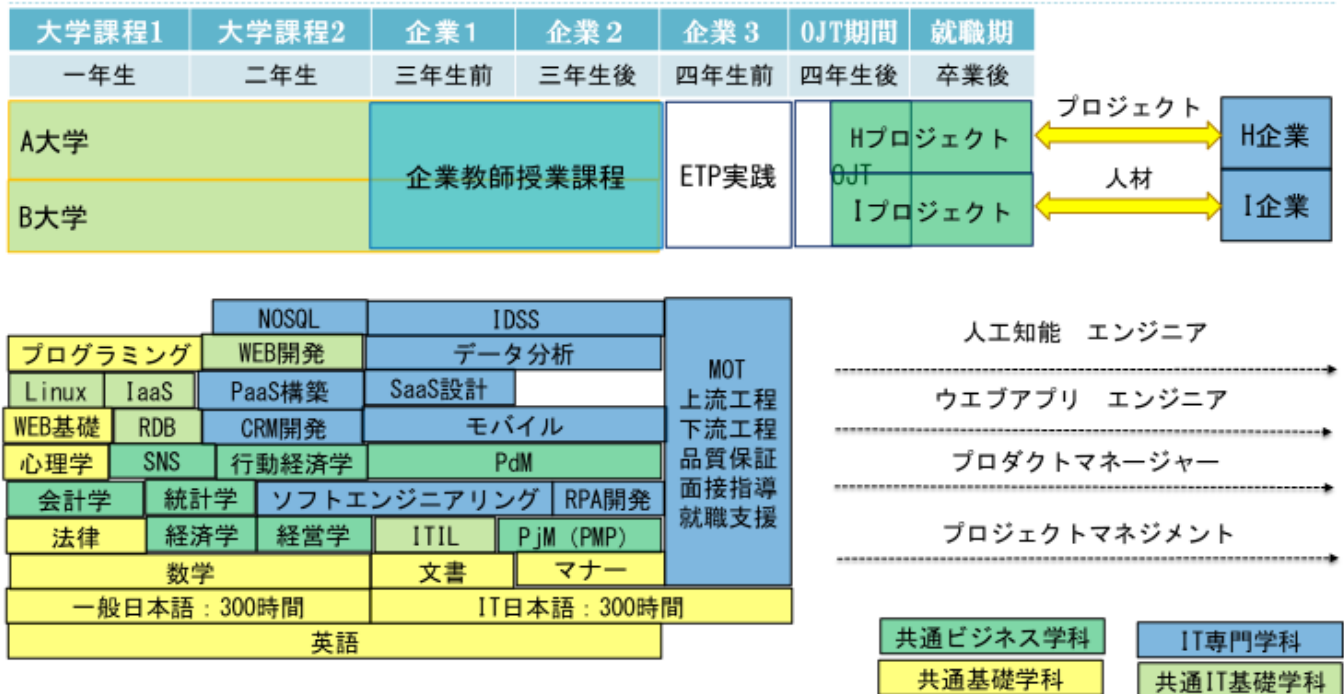 大学課程1 大学課程2 企業1 企業2 企業3 OJT期間 就職期
一年生 二年生 三年生前 三年生後 四年生前 四年生後 卒業後
A大学
B大学
企業教師授業課程
ETP実践
OJT
Hプロジェクト
Iプロジェクト
プロジェクト
人材
H企業
I企業
NOSQL IDSS
プログラミング WEB開発 データ分析
Linux IaaS PaaS構築 SaaS設計
WEB基礎 RDB CRM開発 モバイル
心理学 SNS 行動経済学 PdM
会計学 統計学 ソフトエンジニアリング RPA開発
法律 経済学 経営学 ITIL PjM (PMP)
数学 文書 マナー
一般日本語：300時間 IT日本語：300時間
英語
MOT
上流工程
下流工程
品質保証
面接指導
就職支援
人工知能　エンジニア
ウエブアプリ　エンジニア
プロダクトマネージャー
プロジェクトマネジメント
共通ビジネス学科 IT専門学科
共通基礎学科 共通IT基礎学科